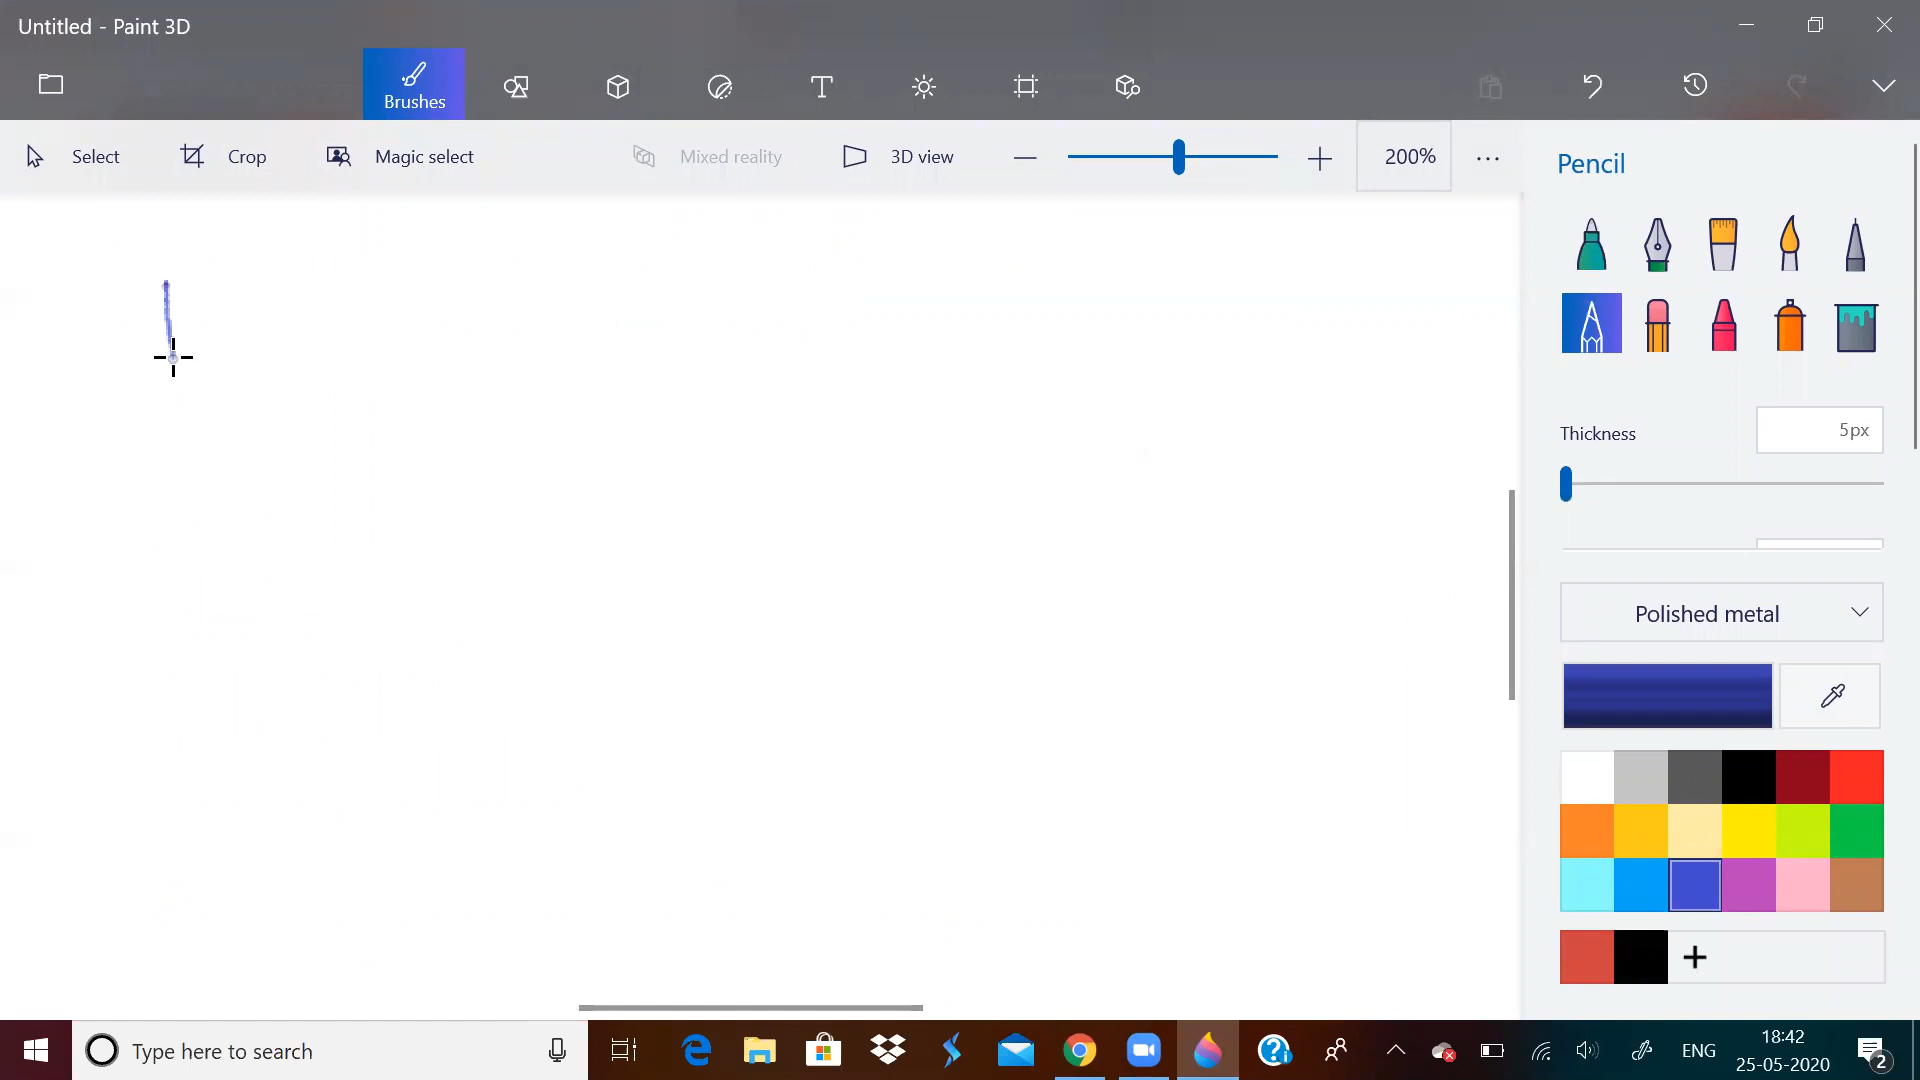 Untitled - Paint 3D
Brushes
Select
Crop
Magic select
Mixed reality
3D view
200%
Pencil
Thickness
5px
Polished metal
Type here to search
ENG
18:42
25-05-2020
2